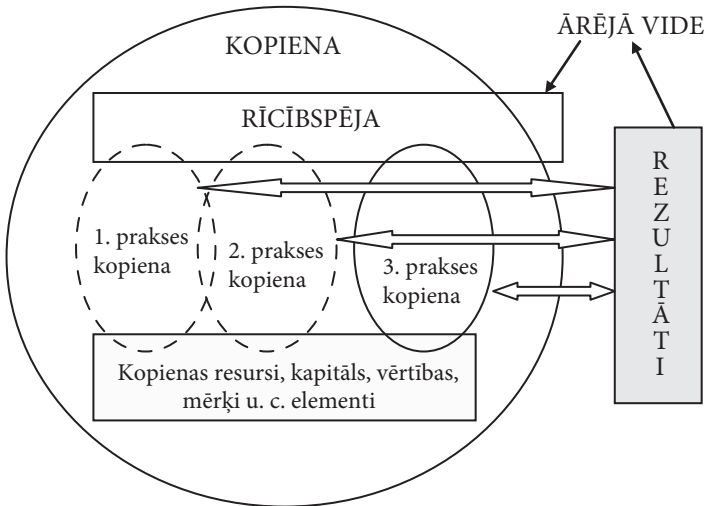 KOPIENA
ĀRĒJĀ VIDE
RĪCĪBSPĒJA
1. prakses
kopiena
2. prakses
kopiena
3. prakses
kopiena
Kopienas resursi, kapitāls, vērtības,
mērķi u. c. elementi
REZULTĀTI